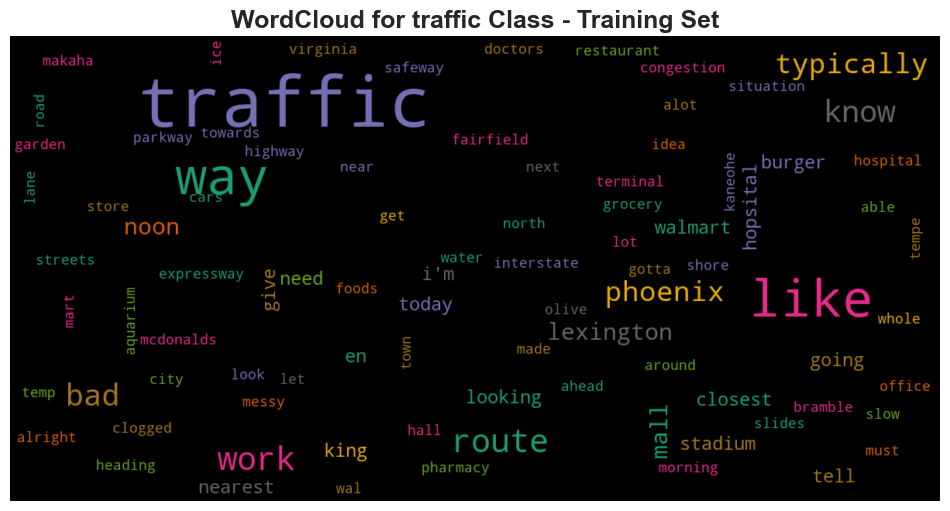 WordCloud for traffic Class - Training Set
makaha
ice
virginia
doctors
restaurant
safeway
congestion
typically
traffic
situation
road
alot
know
parkway
towards
garden
highway
fairfield
idea
near
next
burger
hospital
lane
way
cars
terminal
kaneohe
hopsital
store
grocery
able
noon
get
north
walmart
tempe
lot
streets
expressway
water
interstate
gotta
shore
give
need
i'm
foods
phoenix
like
mart
aquarium
today
olive
whole
mcdonalds
lexington
en
town
made
around
going
temp
bad
city
look
let
ahead
office
messy
looking
closest
bramble
slow
alright
clogged
hall
route
mall
slides
stadium
must
heading
work
king
pharmacy
morning
tell
nearest
wal